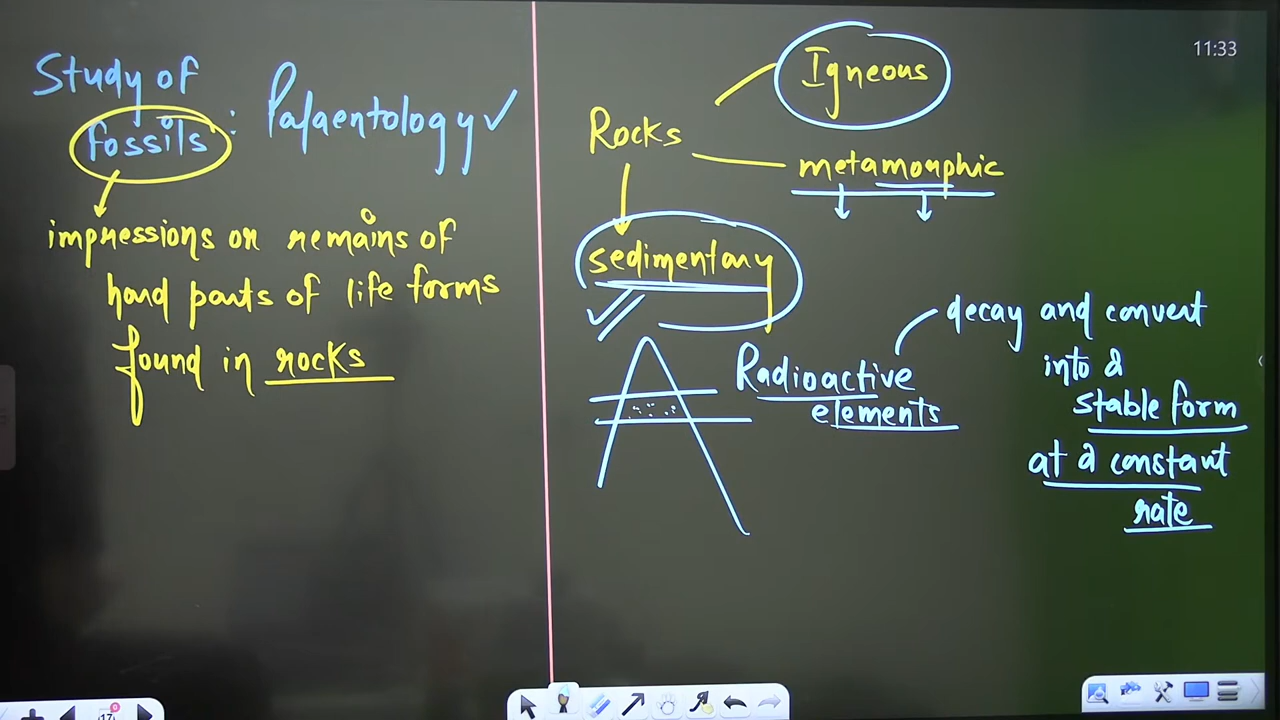 Study of
fossils : Palaentology ✓
impressions or remains of
hard parts of life forms
found in rocks
11:33
Igneous
Rocks
metamorphic
sedimentary
Radioactive
elements
decay and convert
into a
stable form
at a constant
rate
17